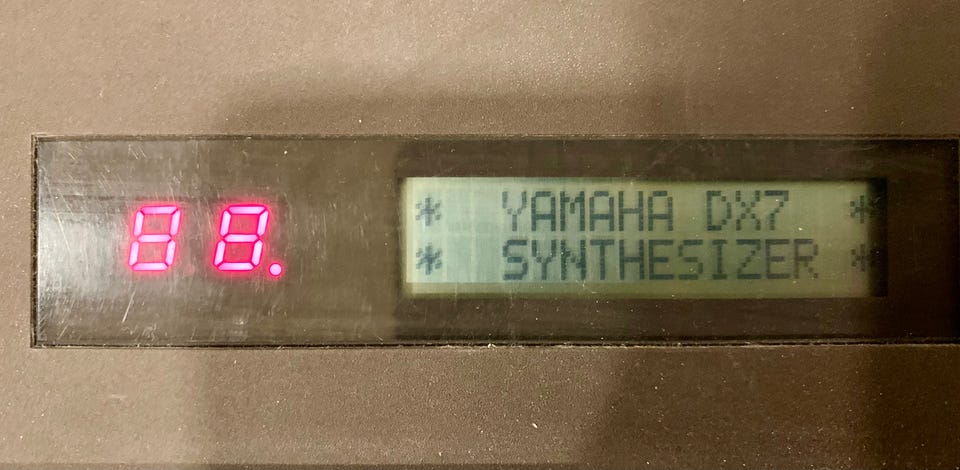 88.
* YAMAHA DX7 *
* SYNTHESIZER *